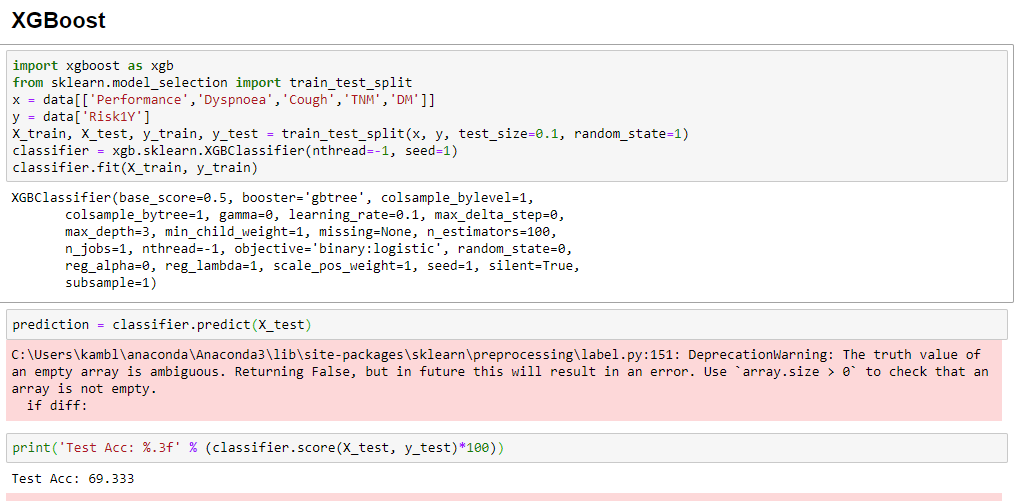 XGBoost
import xgboost as xgb
from sklearn.model_selection import train_test_split
x = data[['Performance','Dyspnoea','Cough','TNM','DM']]
y = data['Risk1Y']
X_train, X_test, y_train, y_test = train_test_split(x, y, test_size=0.1, random_state=1)
classifier = xgb.sklearn.XGBClassifier(nthread=-1, seed=1)
classifier.fit(X_train, y_train)
XGBClassifier(base_score=0.5, booster='gbtree', colsample_bylevel=1,
colsample_bytree=1, gamma=0, learning_rate=0.1, max_delta_step=0,
max_depth=3, min_child_weight=1, missing=None, n_estimators=100,
n_jobs=1, nthread=-1, objective='binary:logistic', random_state=0,
reg_alpha=0, reg_lambda=1, scale_pos_weight=1, seed=1, silent=True,
subsample=1)
prediction = classifier.predict(X_test)
C:\Users\kambl\anaconda\Anaconda3\lib\site-packages\sklearn\preprocessing\label.py:151: DeprecationWarning: The truth value of
an empty array is ambiguous. Returning False, but in future this will result in an error. Use `array.size > 0` to check that an
array is not empty.
if diff:
print('Test Acc: %.3f' % (classifier.score(X_test, y_test)*100))
Test Acc: 69.333